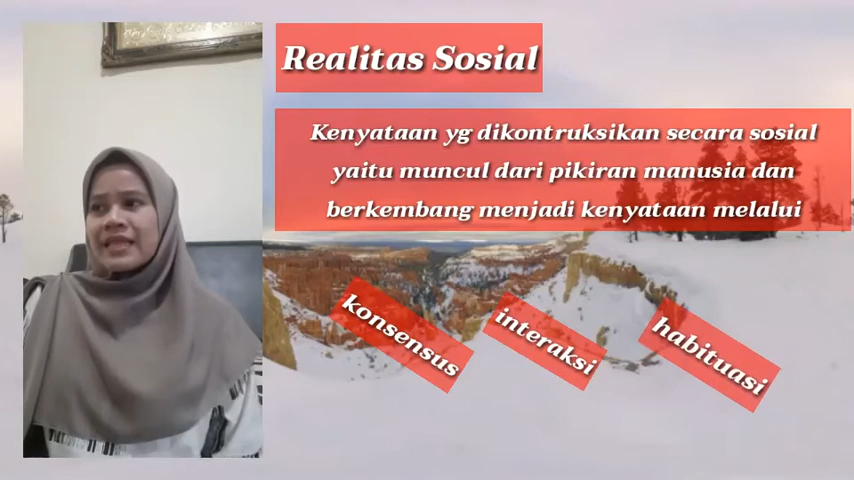 Realitas Sosial
Kenyataan yg dikontruksikan secara sosial
yaitu muncul dari pikiran manusia dan
berkembang menjadi kenyataan melalui
konsensus
interaksi
habituasi